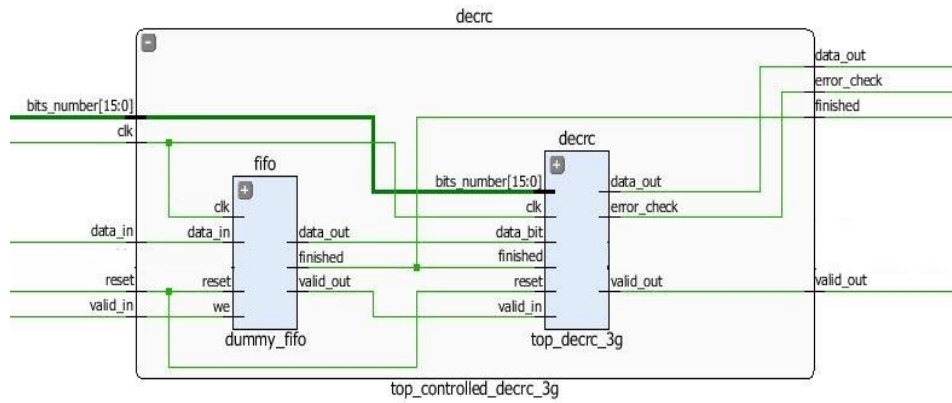 decrc
data_out
error_check
bits_number[15:0]
finished
clk
decrc
fifo
bits_number[15:0]
data_out
clk
clk
error_check
data_in
data_in
data_out
data_bit
finished
finished
reset
reset
valid_out
reset
valid_out
valid_out
valid_in
we
valid_in
dummy_fifo
top_decrc_3g
top_controlled_decrc_3g